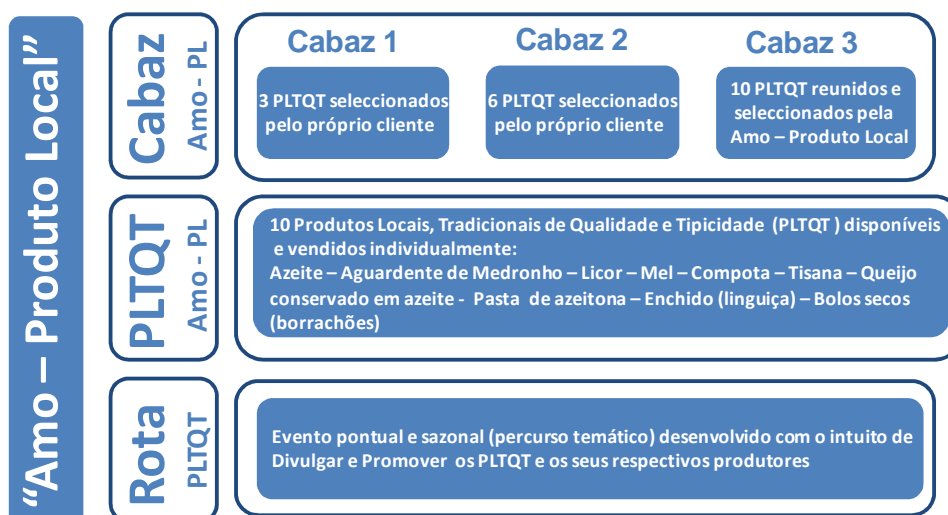 “Amo – Produto Local”
Cabaz
Amo - PL
Cabaz 1
3 PLTQT seleccionados
pelo próprio cliente
Cabaz 2
6 PLTQT seleccionados
pelo próprio cliente
Cabaz 3
10 PLTQT reunidos e
seleccionados pela
Amo – Produto Local
PLTQT
Amo - PL
10 Produtos Locais, Tradicionais de Qualidade e Tipicidade (PLTQT ) disponíveis
e vendidos individualmente:
Azeite – Aguardente de Medronho – Licor – Mel – Compota – Tisana – Queijo
conservado em azeite - Pasta de azeitona – Enchido (linguiça) – Bolos secos
(borrachões)
Rota
PLTQT
Evento pontual e sazonal (percurso temático) desenvolvido com o intuito de
Divulgar e Promover os PLTQT e os seus respectivos produtores